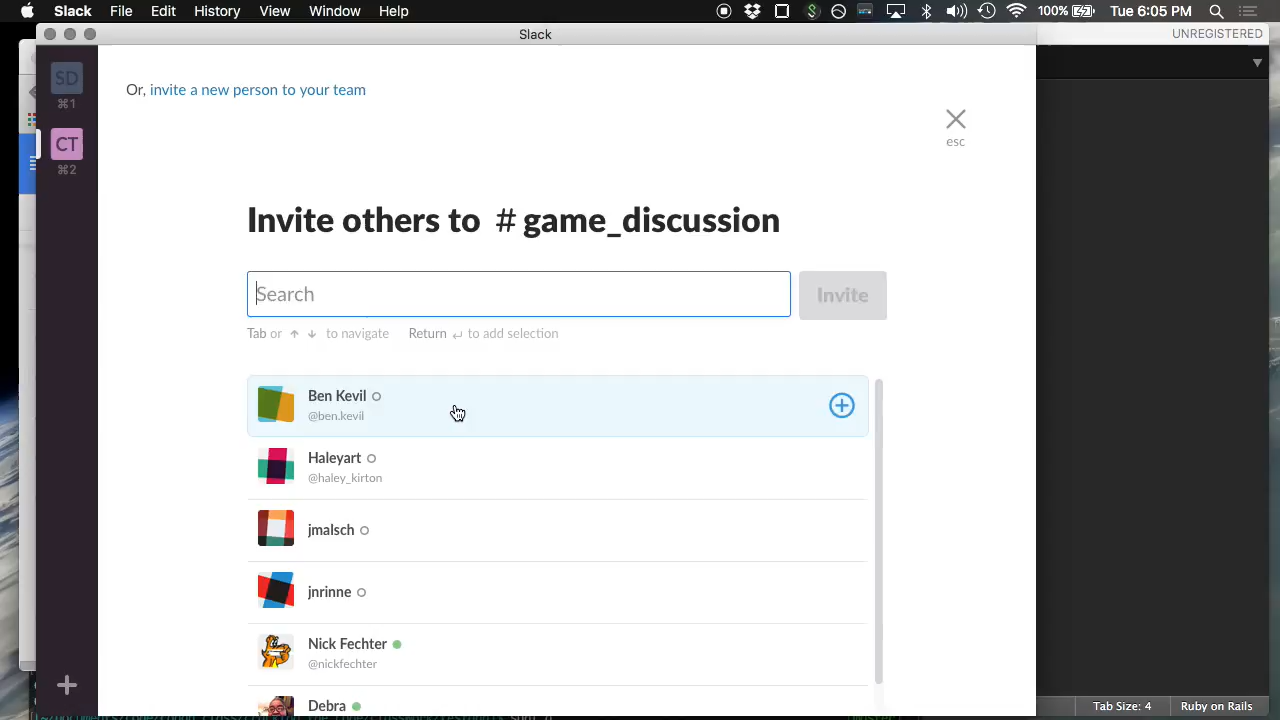 Slack File Edit History View Window Help 100% Tue 6:05 PM
Slack
UNREGISTERED
SD
⌘1
CT
⌘2
Or, invite a new person to your team
esc
Invite others to # game_discussion
Search
Invite
Tab or ↑ ↓ to navigate Return ↵ to add selection
Ben Kevil
@ben.kevil
Haleyart
@haley_kirton
jmalsch
jnrinne
Nick Fechter
@nickfechter
Debra
Tab Size: 4 Ruby on Rails